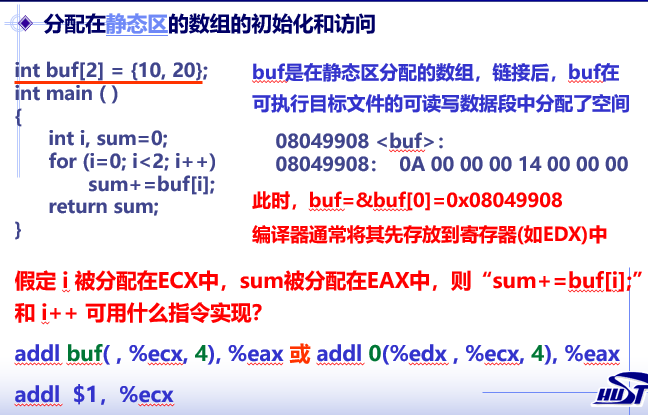 分配在静态区的数组的初始化和访问
int buf[2] = {10, 20};
int main ( )
{
int i, sum=0;
for (i=0; i<2; i++)
sum+=buf[i];
return sum;
}
buf是在静态区分配的数组，链接后，buf在
可执行目标文件的可读写数据段中分配了空间
08049908 <buf>：
08049908： 0A 00 00 00 14 00 00 00
此时，buf=&buf[0]=0x08049908
编译器通常将其先存放到寄存器(如EDX)中
假定 i 被分配在ECX中，sum被分配在EAX中，则“sum+=buf[i];”
和 i++ 可用什么指令实现？
addl buf( , %ecx, 4), %eax 或 addl 0(%edx , %ecx, 4), %eax
addl $1，%ecx
HUST